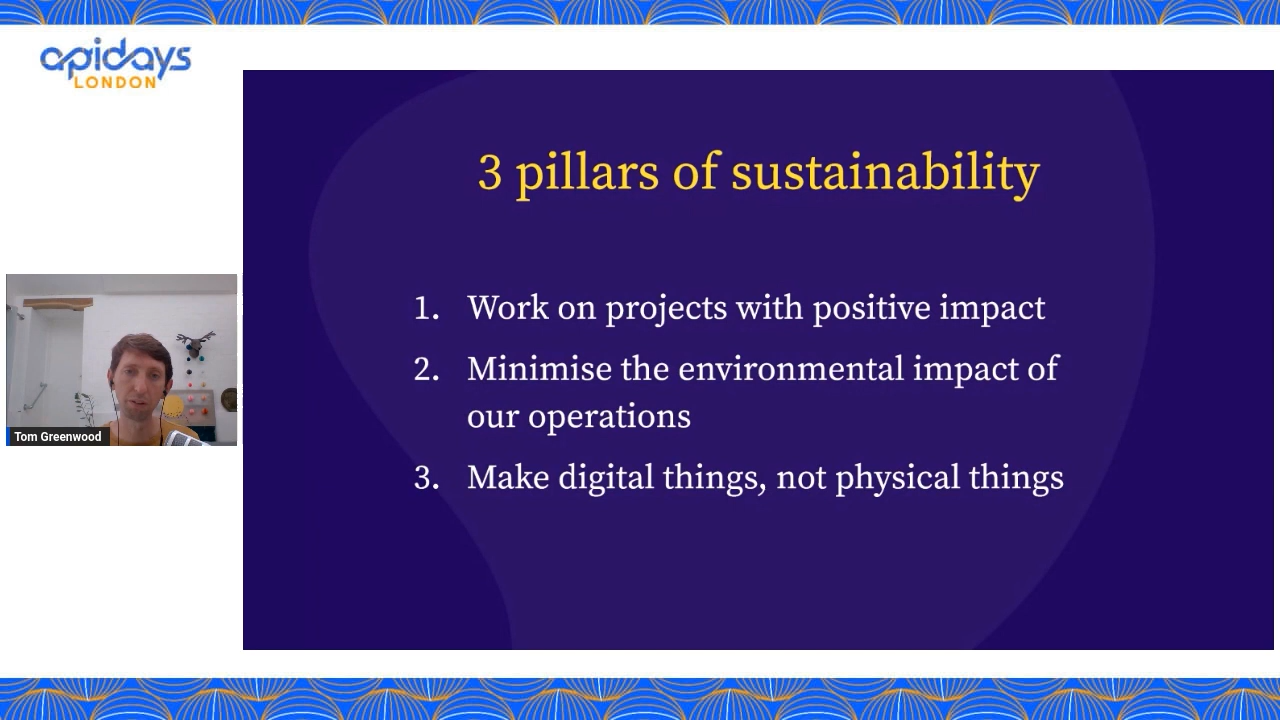 apidays
LONDON
3 pillars of sustainability
1. Work on projects with positive impact
2. Minimise the environmental impact of
our operations
3. Make digital things, not physical things
Tom Greenwood